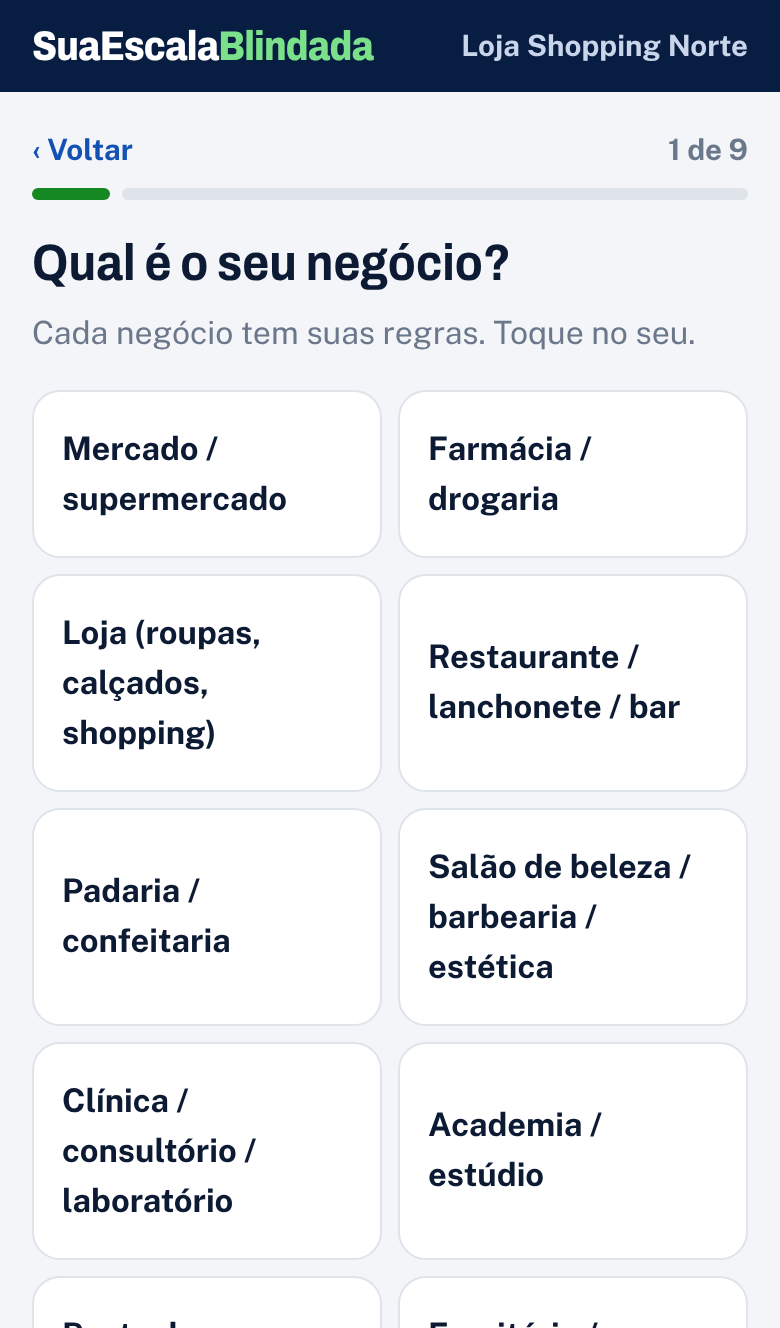 SuaEscalaBlindada
Loja Shopping Norte
‹ Voltar
1 de 9
Qual é o seu negócio?
Cada negócio tem suas regras. Toque no seu.
Mercado /
supermercado
Farmácia /
drogaria
Loja (roupas,
calçados,
shopping)
Restaurante /
lanchonete / bar
Padaria /
confeitaria
Salão de beleza /
barbearia /
estética
Clínica /
consultório /
laboratório
Academia /
estúdio